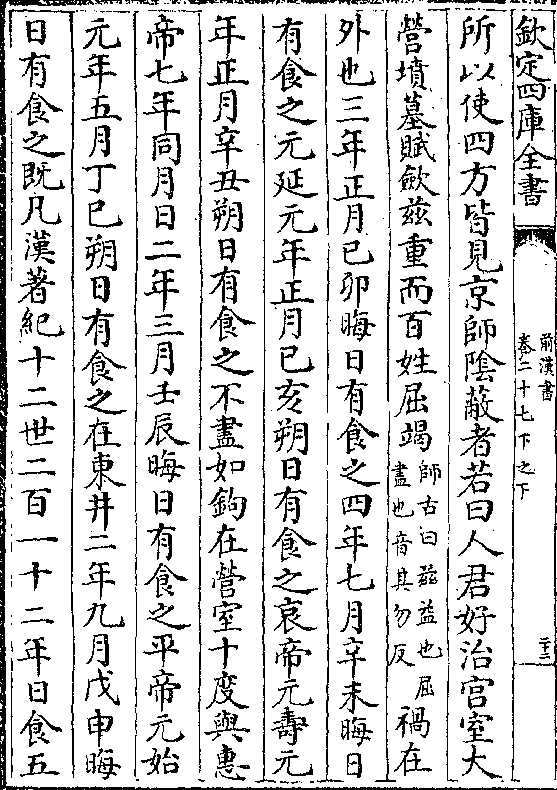 欽定四庫全書
前漢書
卷二十七下之下
二十二
所以使四方皆見京師陰蔽者若曰人君好治宫室大
營墳墓賦歛兹重而百姓屈竭師古曰兹益也屈盡也音其勿反禍在
外也三年正月己卯晦日有食之四年七月辛未晦日
有食之元延元年正月己亥朔日有食之哀帝元壽元
年正月辛丑朔日有食之不盡如鉤在營室十度與惠
帝七年同月日二年三月壬辰晦日有食之平帝元始
元年五月丁巳朔日有食之在東井二年九月戊申晦
日有食之既凡漢著紀十二世二百一十二年日食五